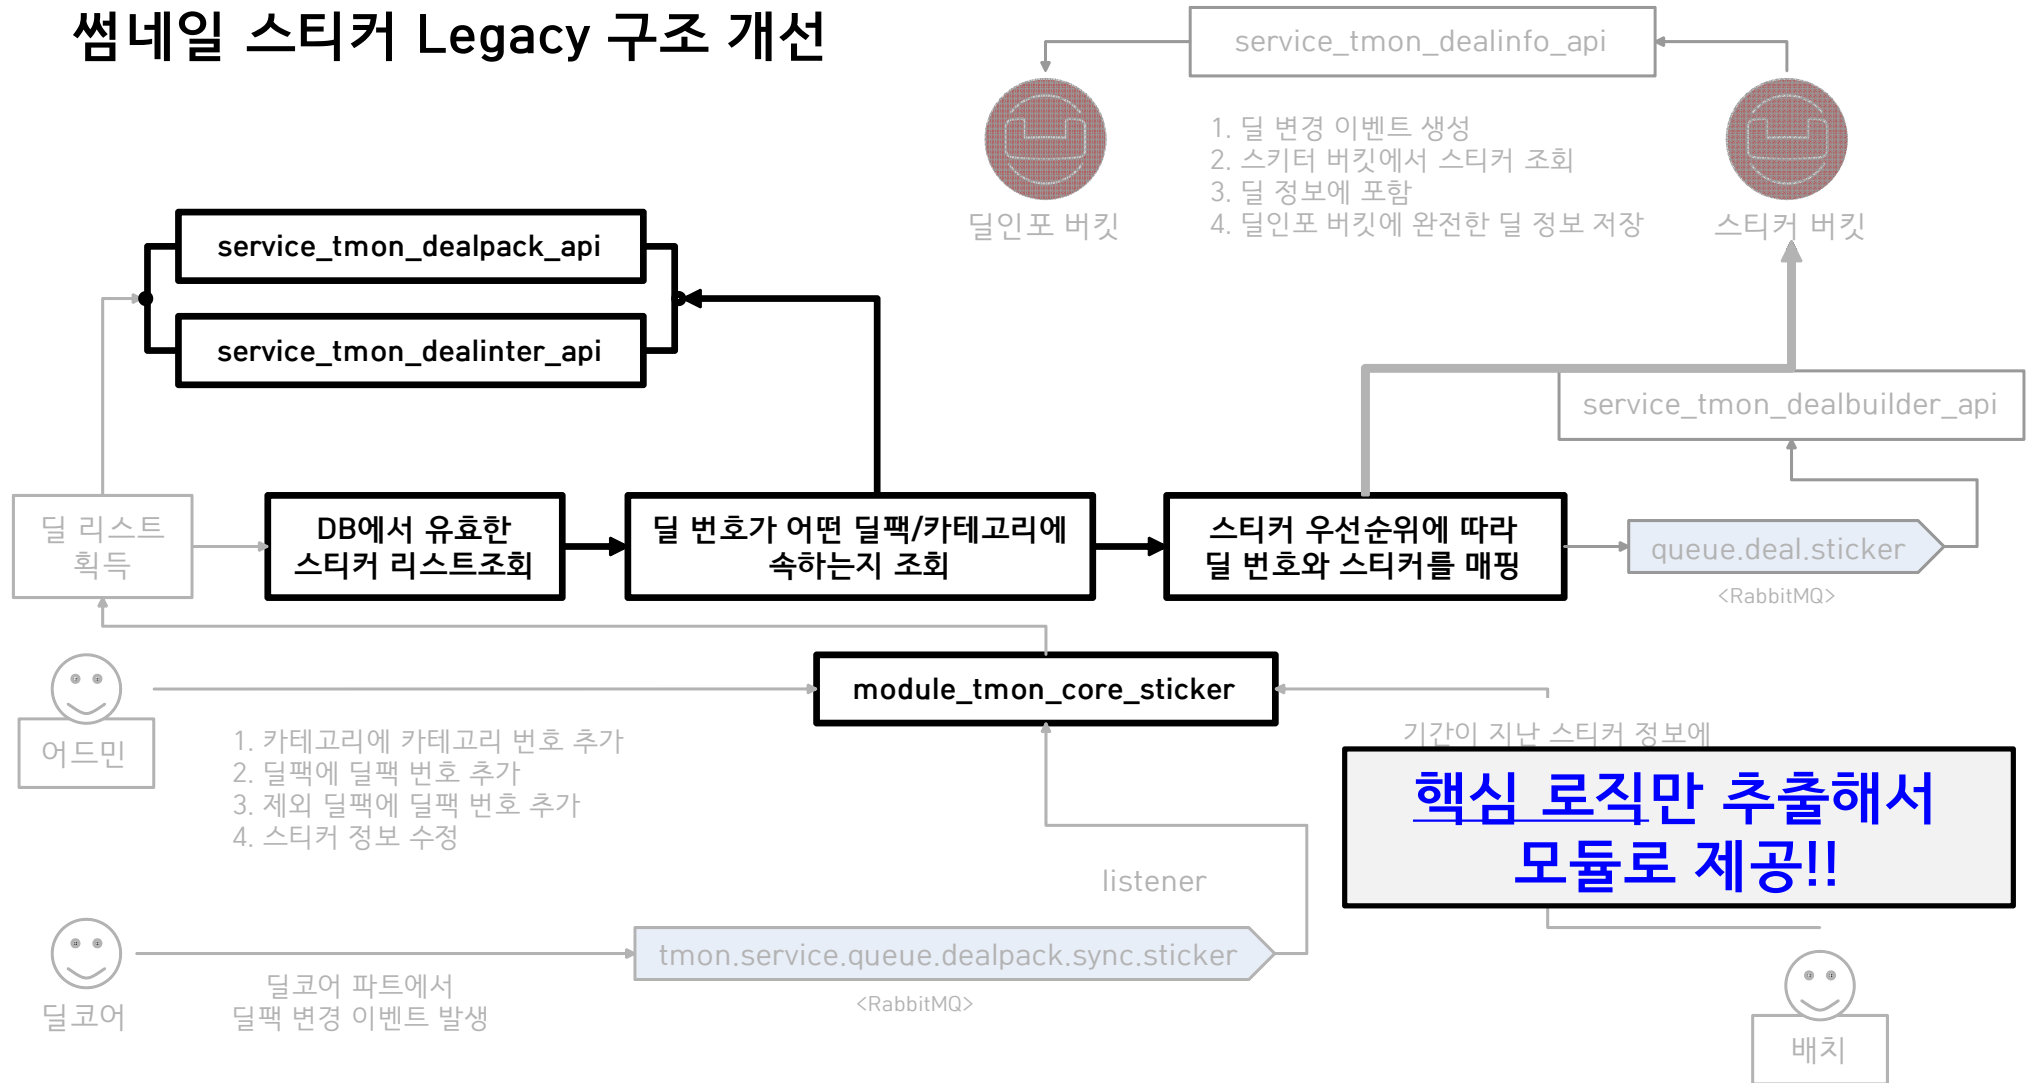 썸네일 스티커 Legacy 구조 개선
service_tmon_dealinfo_api
1. 딜 변경 이벤트 생성
2. 스키터 버킷에서 스티커 조회
3. 딜 정보에 포함
4. 딜인포 버킷에 완전한 딜 정보 저장
딜인포 버킷
스티커 버킷
service_tmon_dealpack_api
service_tmon_dealinter_api
service_tmon_dealbuilder_api
딜 리스트
획득
DB에서 유효한
스티커 리스트조회
딜 번호가 어떤 딜팩/카테고리에
속하는지 조회
스티커 우선순위에 따라
딜 번호와 스티커를 매핑
queue.deal.sticker
<RabbitMQ>
module_tmon_core_sticker
어드민
1. 카테고리에 카테고리 번호 추가
2. 딜팩에 딜팩 번호 추가
3. 제외 딜팩에 딜팩 번호 추가
4. 스티커 정보 수정
기간이 지난 스티커 정보에
핵심 로직만 추출해서
모듈로 제공!!
listener
tmon.service.queue.dealpack.sync.sticker
<RabbitMQ>
딜코어
딜코어 파트에서
딜팩 변경 이벤트 발생
배치